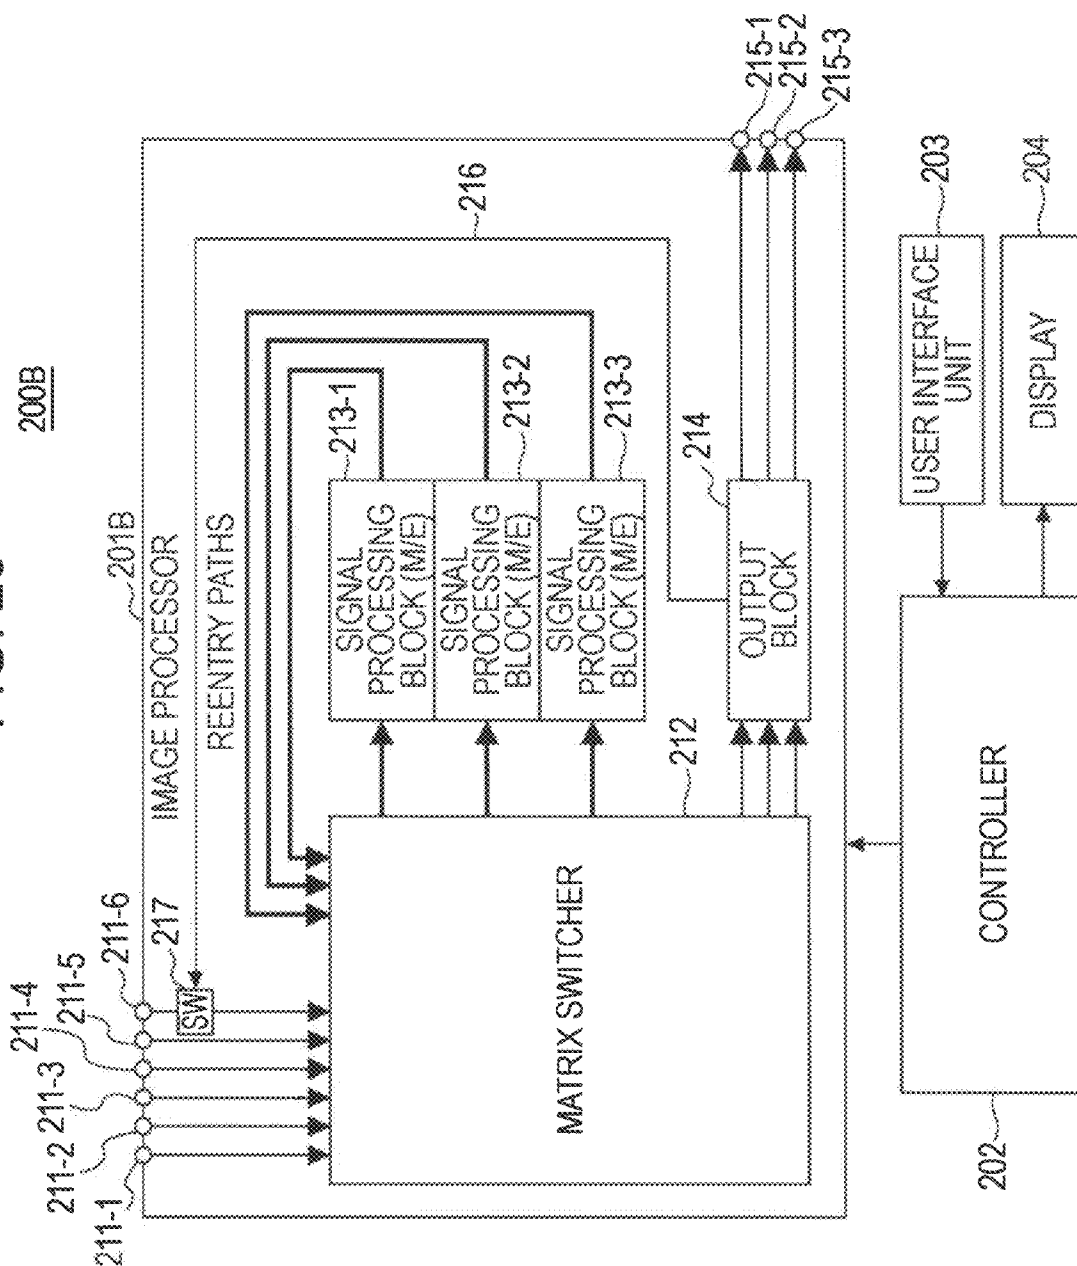 200B
201B
IMAGE PROCESSOR
REENTRY PATHS
216
211-1
211-2
211-3
211-4
211-5
211-6
217
SW
MATRIX SWITCHER
212
SIGNAL
PROCESSING
BLOCK (M/E)
213-1
SIGNAL
PROCESSING
BLOCK (M/E)
213-2
SIGNAL
PROCESSING
BLOCK (M/E)
213-3
OUTPUT
BLOCK
214
215-1
215-2
215-3
CONTROLLER
202
USER INTERFACE
UNIT
203
DISPLAY
204